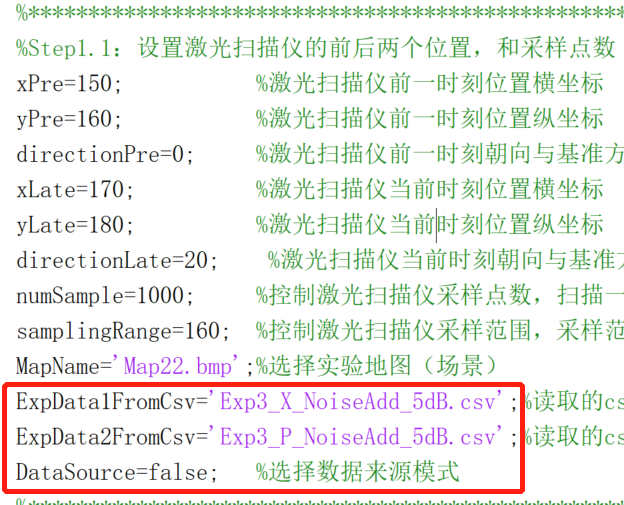 %************************************************
%Step1.1：设置激光扫描仪的前后两个位置，和采样点数
xPre=150; %激光扫描仪前一时刻位置横坐标
yPre=160; %激光扫描仪前一时刻位置纵坐标
directionPre=0; %激光扫描仪前一时刻朝向与基准方
xLate=170; %激光扫描仪当前时刻位置横坐标
yLate=180; %激光扫描仪当前时刻位置纵坐标
directionLate=20; %激光扫描仪当前时刻朝向与基准方
numSample=1000; %控制激光扫描仪采样点数，扫描一
samplingRange=160; %控制激光扫描仪采样范围，采样范
MapName='Map22.bmp';%选择实验地图（场景）
ExpData1FromCsv='Exp3_X_NoiseAdd_5dB.csv';%读取的cs
ExpData2FromCsv='Exp3_P_NoiseAdd_5dB.csv';%读取的cs
DataSource=false; %选择数据来源模式